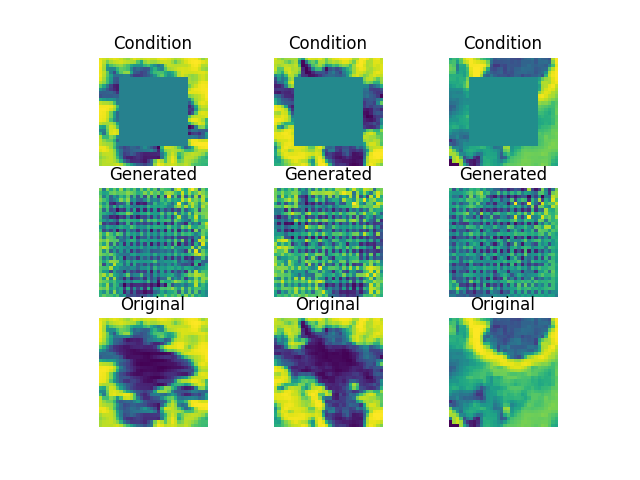 Condition Condition Condition
Generated Generated Generated
Original Original Original